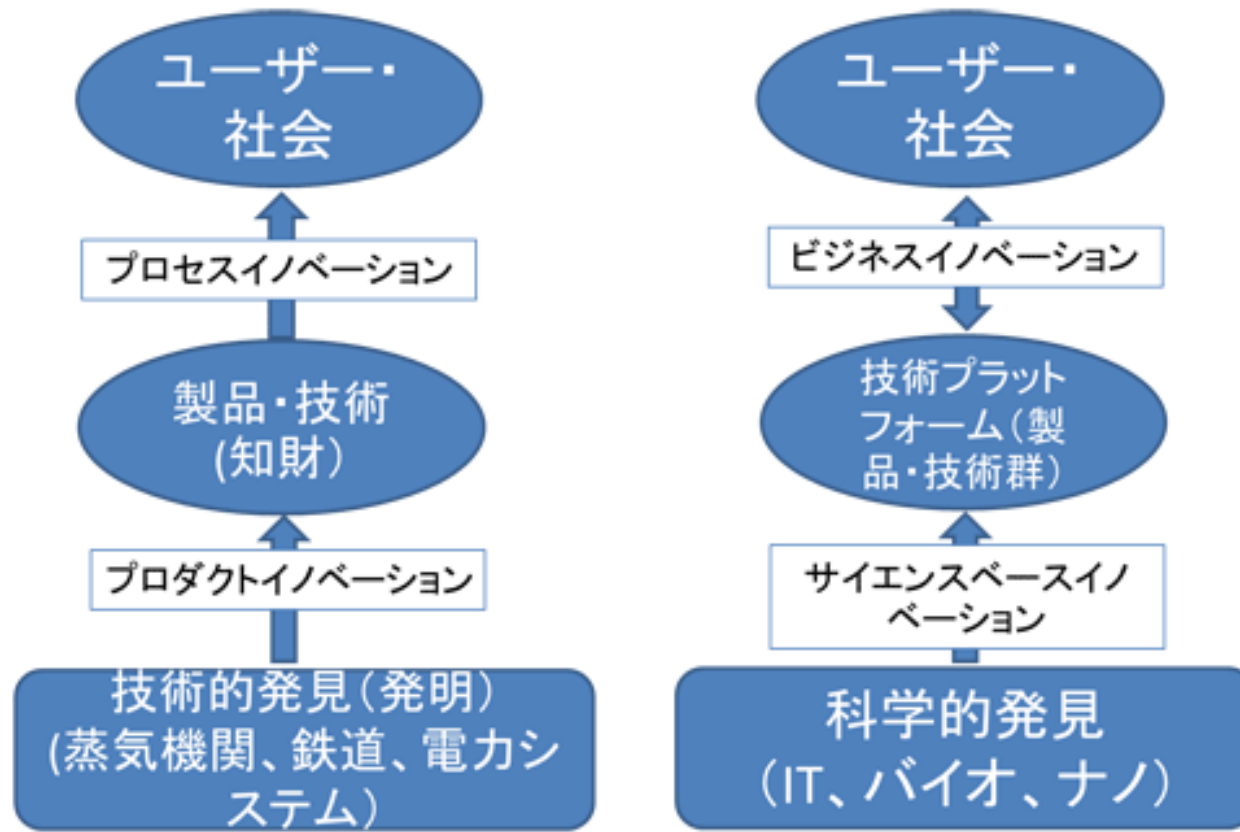 ユーザー・
社会
プロセスイノベーション
製品・技術
(知財）
プロダクトイノベーション
技術的発見（発明）
(蒸気機関、鉄道、電力シ
ステム）
ユーザー・
社会
ビジネスイノベーション
技術プラット
フォーム（製
品・技術群）
サイエンスベースイノ
ベーション
科学的発見
（IT、バイオ、ナノ）